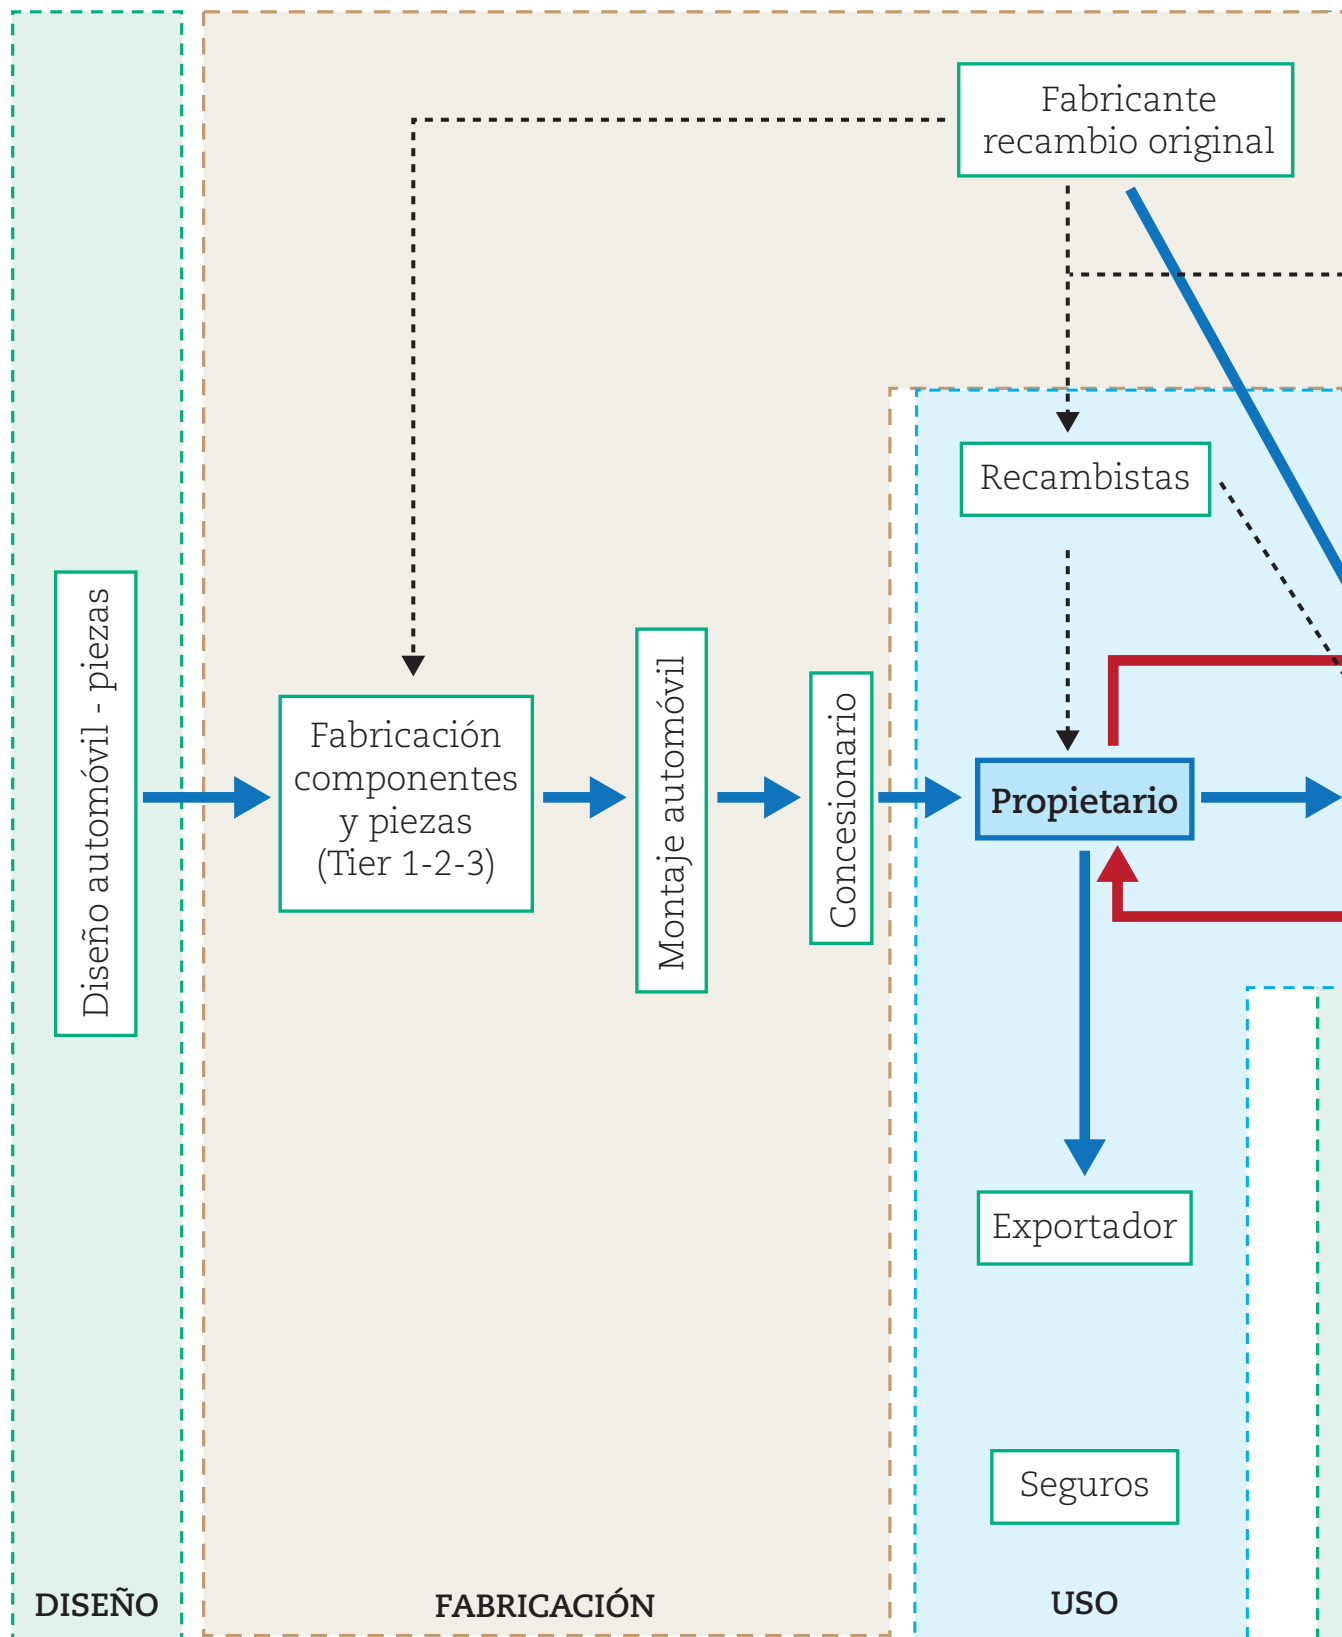 Fabricante
recambio original
Recambistas
Diseño automóvil - piezas
Fabricación
componentes
y piezas
(Tier 1-2-3)
Montaje automóvil
Concesionario
Propietario
Exportador
Seguros
DISEÑO
FABRICACIÓN
USO